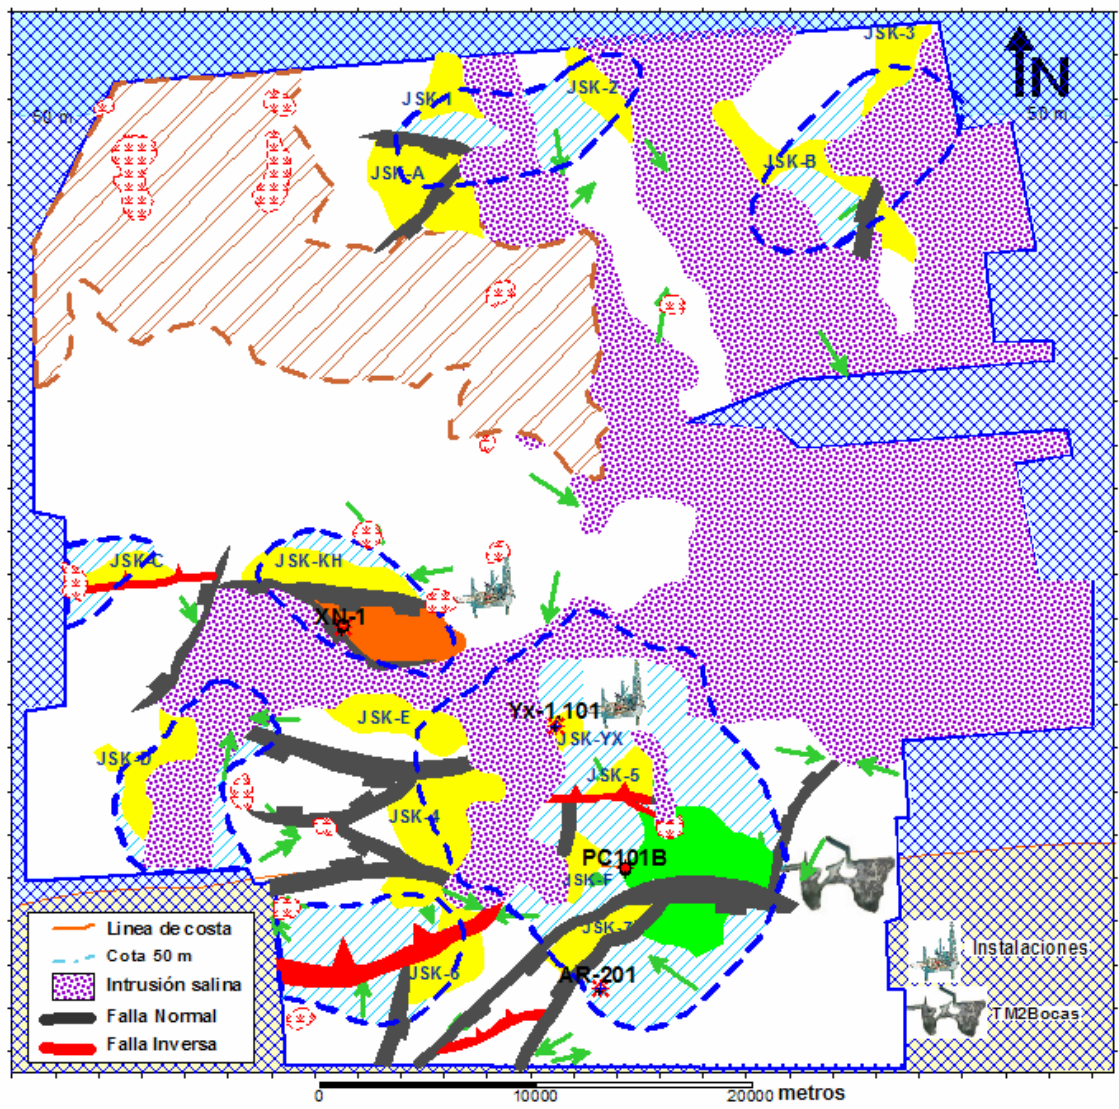 JSK-3
N
50 m
50 m
JSK-1
JSK-2
JSK-B
JSK-A
JSK-C
JSK-KH
XN-1
JSK-E
Yx-1 101
JSK-YX
JSK-D
JSK-5
JSK-4
PC101B
JSK-F
JSK-7
JSK-6
AR-201
Linea de costa
Cota 50 m
Intrusión salina
Falla Normal
Falla Inversa
Instalaciones
TM2Bocas
0 10000 20000 metros